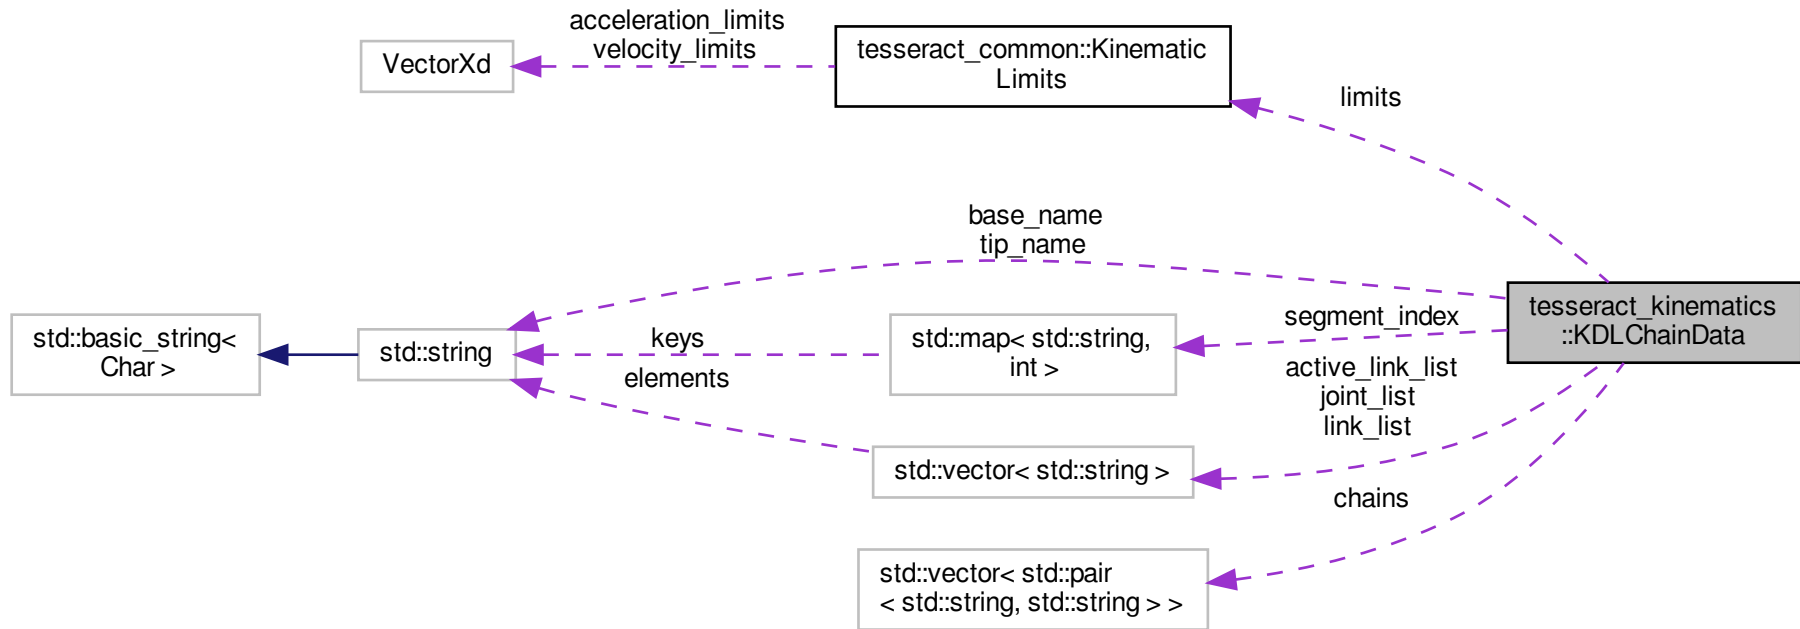 acceleration_limits
velocity_limits
VectorXd
tesseract_common::Kinematic
Limits
limits
base_name
tip_name
tesseract_kinematics
::KDLChainData
std::basic_string<
Char >
std::string
keys
elements
std::map< std::string,
int >
segment_index
active_link_list
joint_list
link_list
std::vector< std::string >
chains
std::vector< std::pair
< std::string, std::string > >